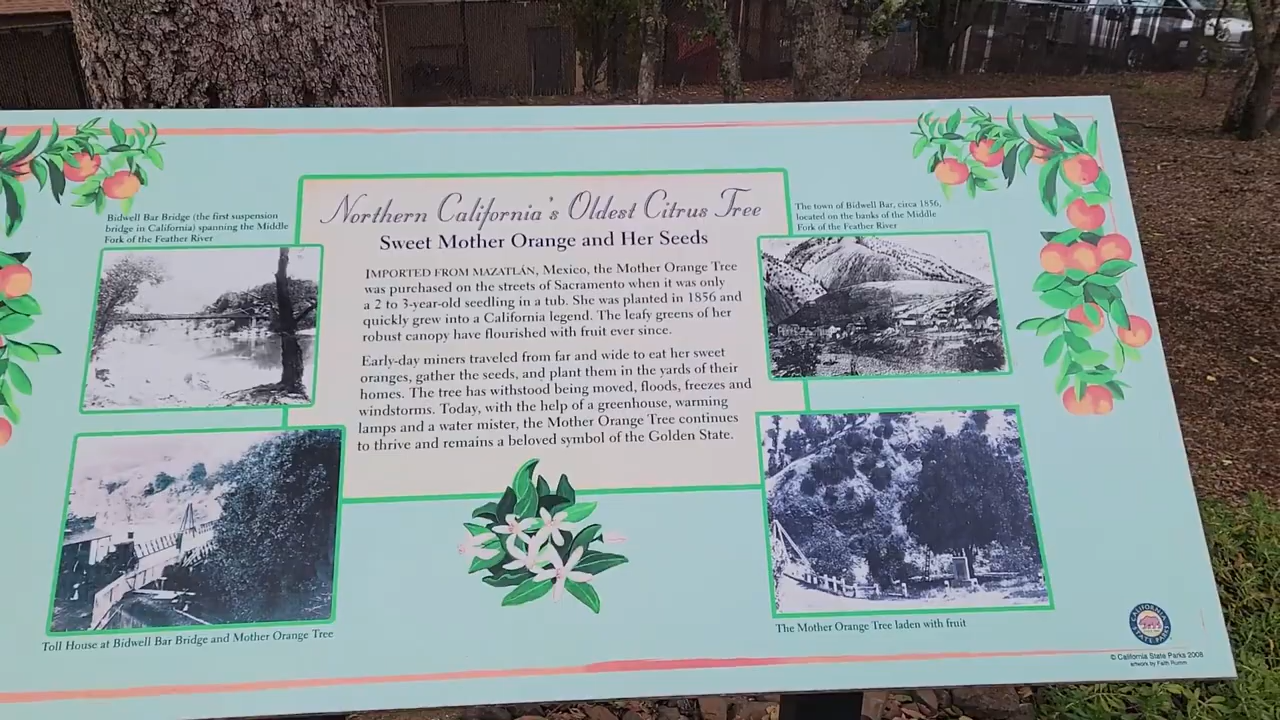 Northern California's Oldest Citrus Tree
Sweet Mother Orange and Her Seeds
IMPORTED FROM MAZATLÁN, Mexico, the Mother Orange Tree
was purchased on the streets of Sacramento when it was only
a 2 to 3-year-old seedling in a tub. She was planted in 1856 and
quickly grew into a California legend. The leafy greens of her
robust canopy have flourished with fruit ever since.
Early-day miners traveled from far and wide to eat her sweet
oranges, gather the seeds, and plant them in the yards of their
homes. The tree has withstood being moved, floods, freezes and
windstorms. Today, with the help of a greenhouse, warming
lamps and a water mister, the Mother Orange Tree continues
to thrive and remains a beloved symbol of the Golden State.
Bidwell Bar Bridge (the first suspension
bridge in California) spanning the Middle
Fork of the Feather River
The town of Bidwell Bar, circa 1856,
located on the banks of the Middle
Fork of the Feather River
Toll House at Bidwell Bar Bridge and Mother Orange Tree
The Mother Orange Tree laden with fruit
CALIFORNIA
STATE PARKS
© California State Parks 2008
artwork by Faith Rumm